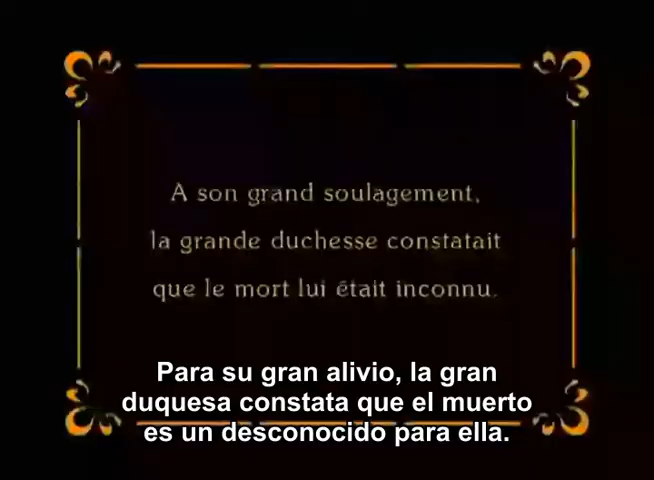 A son grand soulagement,
la grande duchesse constatait
que le mort lui était inconnu.
Para su gran alivio, la gran
duquesa constata que el muerto
es un desconocido para ella.